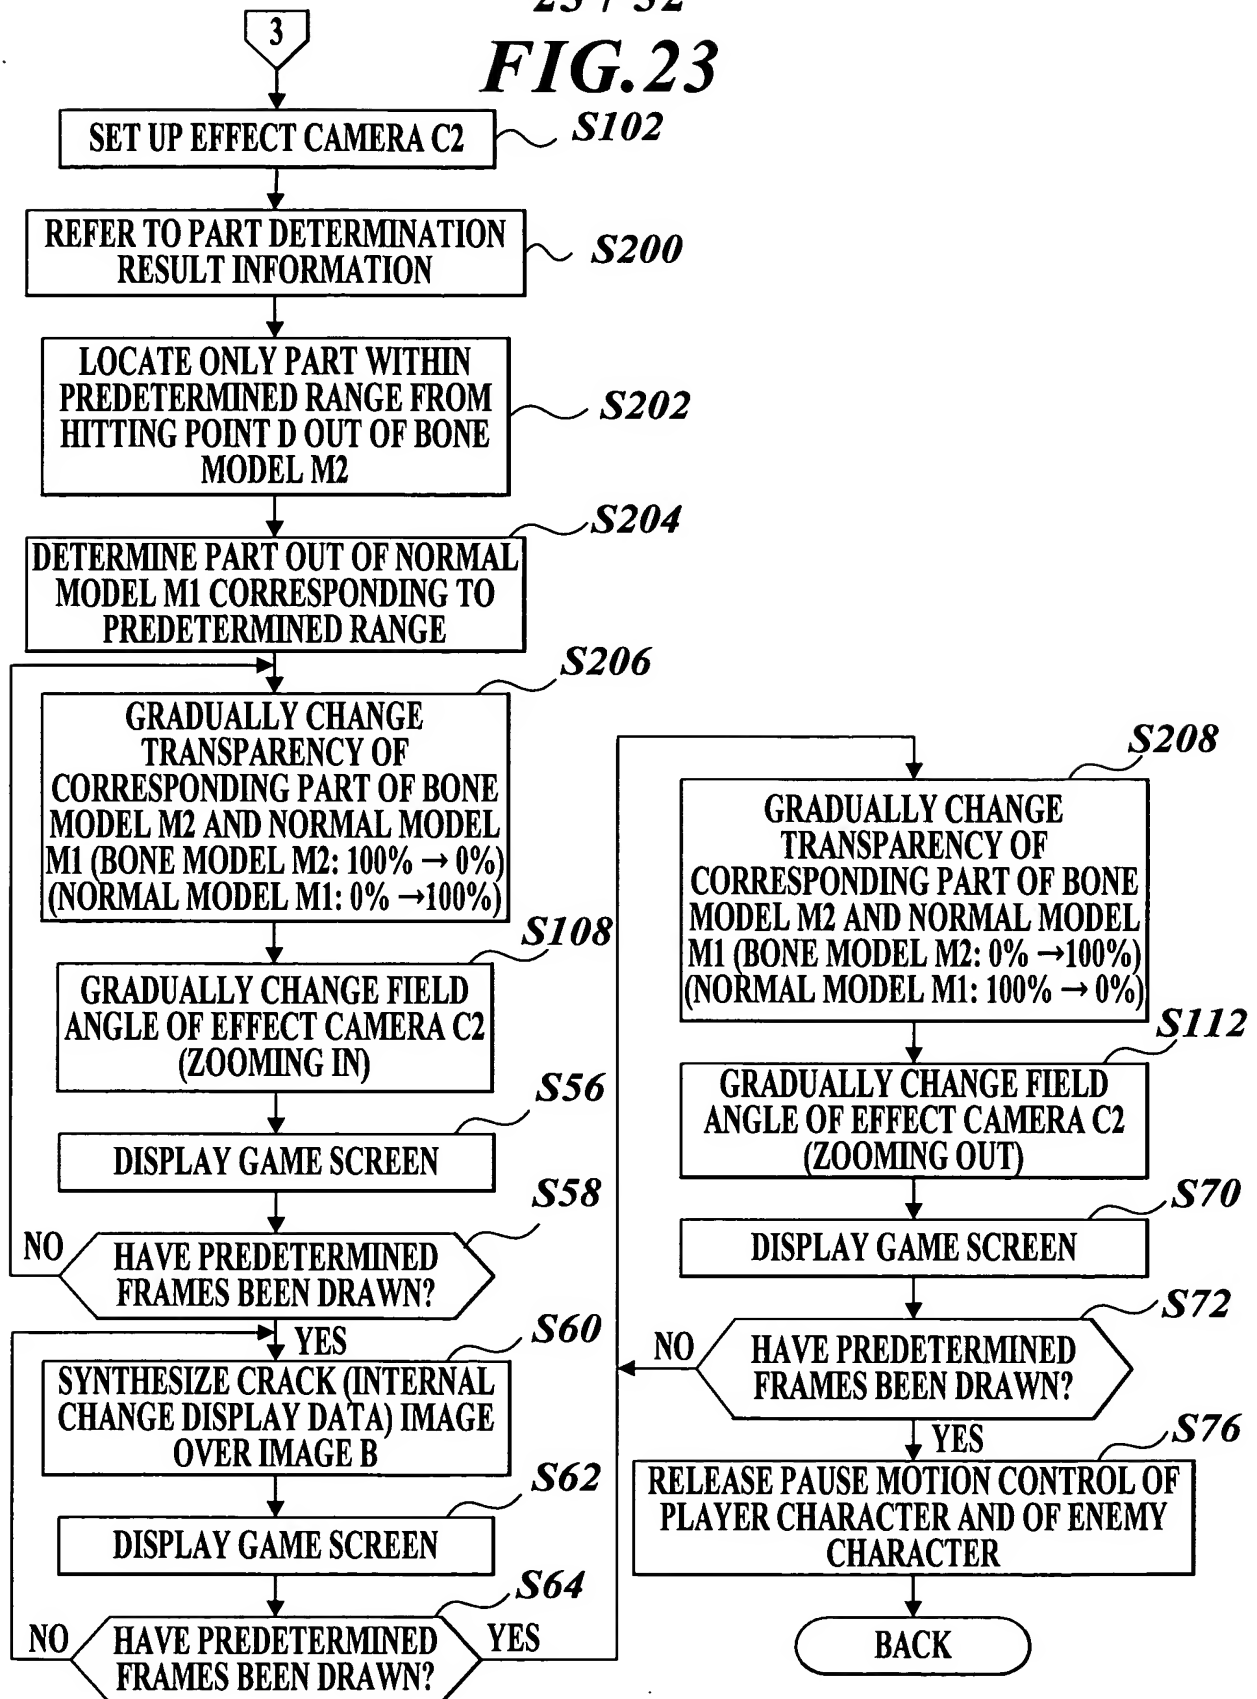 23 / 32
FIG.23
3
SET UP EFFECT CAMERA C2
S102
REFER TO PART DETERMINATION
RESULT INFORMATION
S200
LOCATE ONLY PART WITHIN
PREDETERMINED RANGE FROM
HITTING POINT D OUT OF BONE
MODEL M2
S202
S204
DETERMINE PART OUT OF NORMAL
MODEL M1 CORRESPONDING TO
PREDETERMINED RANGE
S206
GRADUALLY CHANGE
TRANSPARENCY OF
CORRESPONDING PART OF BONE
MODEL M2 AND NORMAL MODEL
M1 (BONE MODEL M2: 100% → 0%)
(NORMAL MODEL M1: 0% →100%)
S108
GRADUALLY CHANGE FIELD
ANGLE OF EFFECT CAMERA C2
(ZOOMING IN)
S56
DISPLAY GAME SCREEN
S58
NO
HAVE PREDETERMINED
FRAMES BEEN DRAWN?
YES
S60
SYNTHESIZE CRACK (INTERNAL
CHANGE DISPLAY DATA) IMAGE
OVER IMAGE B
S62
DISPLAY GAME SCREEN
S64
NO
HAVE PREDETERMINED
FRAMES BEEN DRAWN?
YES
S208
GRADUALLY CHANGE
TRANSPARENCY OF
CORRESPONDING PART OF BONE
MODEL M2 AND NORMAL MODEL
M1 (BONE MODEL M2: 0% →100%)
(NORMAL MODEL M1: 100% → 0%)
S112
GRADUALLY CHANGE FIELD
ANGLE OF EFFECT CAMERA C2
(ZOOMING OUT)
S70
DISPLAY GAME SCREEN
S72
NO
HAVE PREDETERMINED
FRAMES BEEN DRAWN?
YES
S76
RELEASE PAUSE MOTION CONTROL OF
PLAYER CHARACTER AND OF ENEMY
CHARACTER
BACK